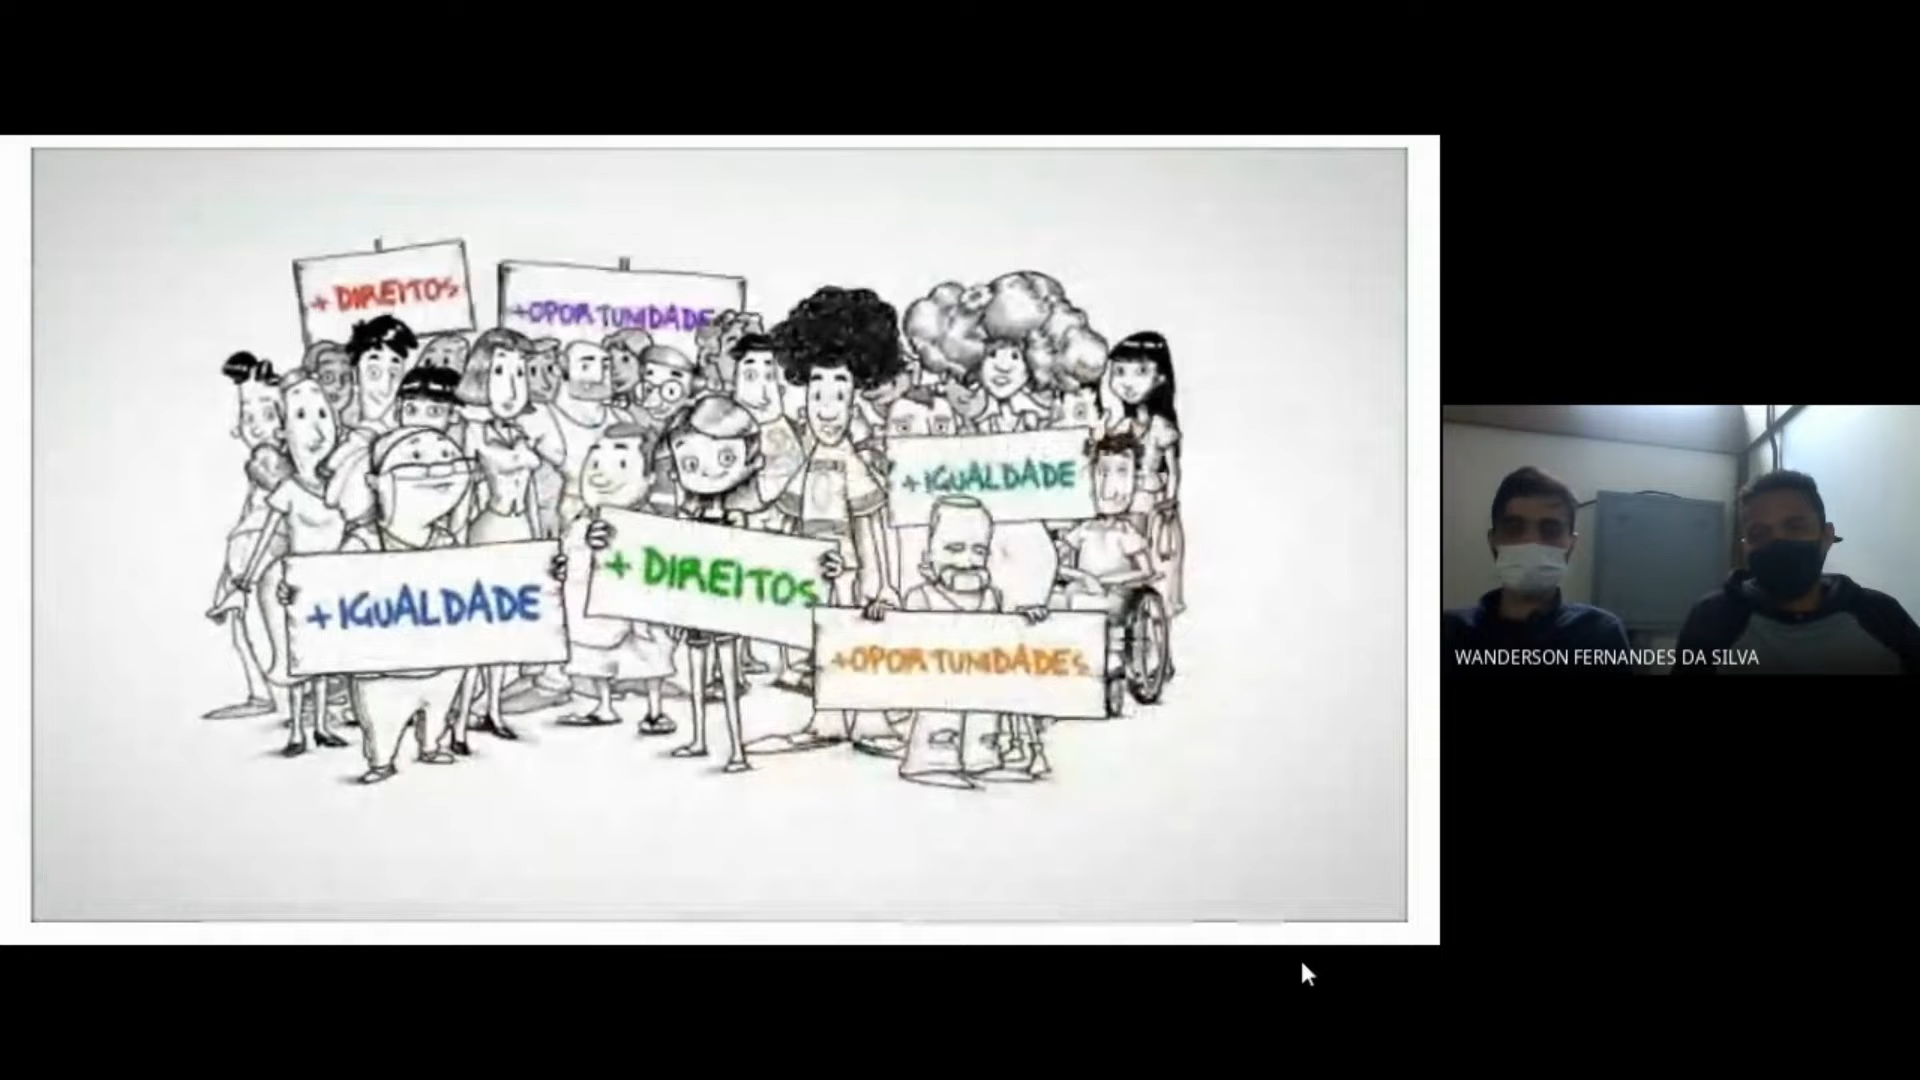 + DIREITOS
+OPORTUNIDADE
+ IGUALDADE
+ IGUALDADE
+ DIREITOS
+OPORTUNIDADES
WANDERSON FERNANDES DA SILVA